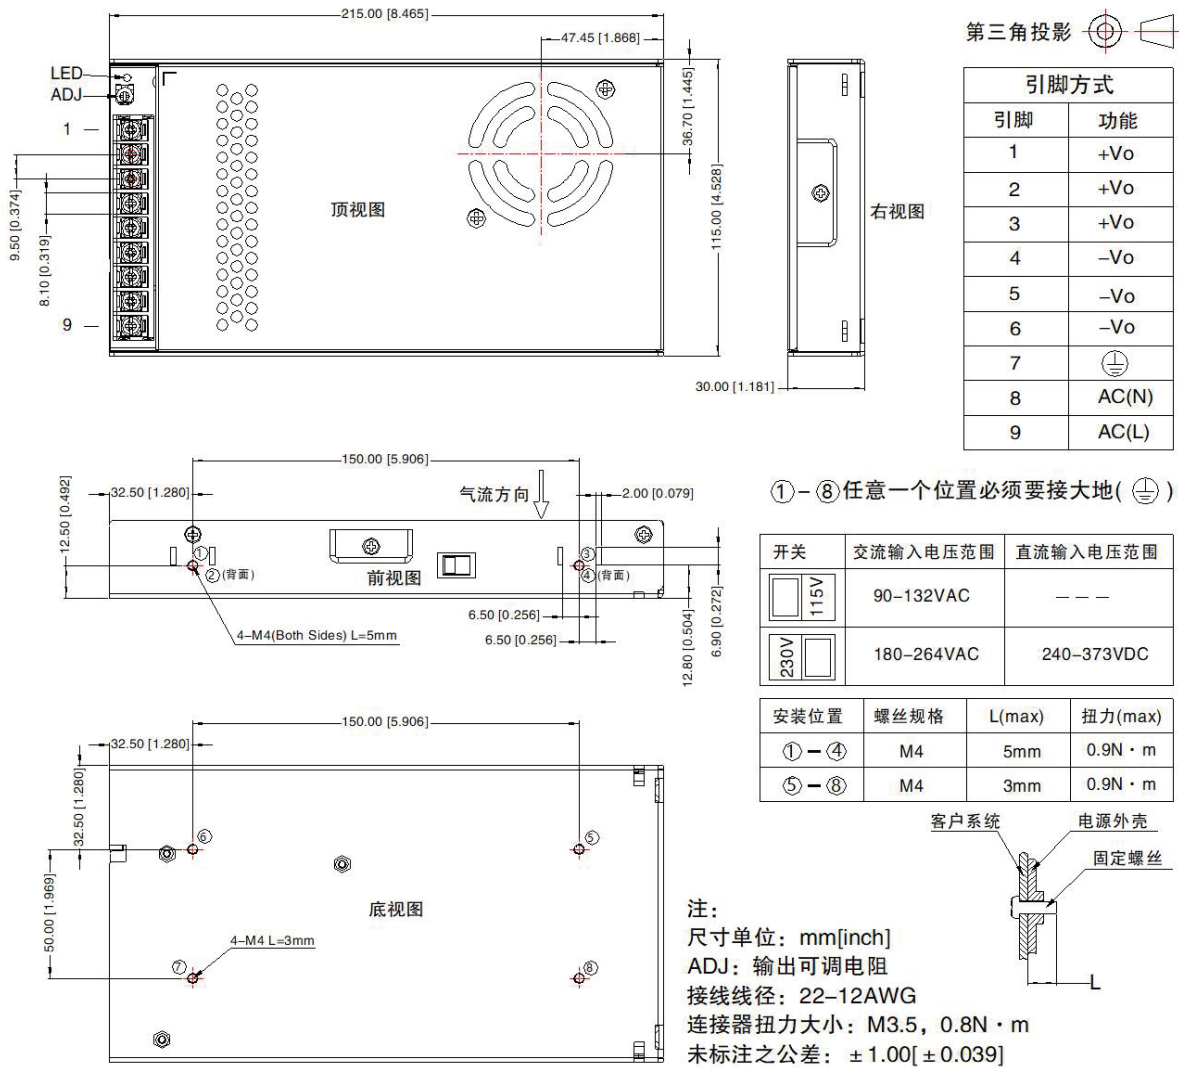 215.00 [8.465]
47.45 [1.868]
第三角投影
LED
ADJ
1
9
9.50 [0.374]
8.10 [0.319]
顶视图
36.70 [1.445]
115.00 [4.528]
右视图
30.00 [1.181]
引脚方式
引脚 功能
1 +Vo
2 +Vo
3 +Vo
4 −Vo
5 −Vo
6 −Vo
7
8 AC(N)
9 AC(L)
150.00 [5.906]
32.50 [1.280]
气流方向
2.00 [0.079]
12.50 [0.492]
①
②(背面)
前视图
③
④(背面)
6.50 [0.256]
6.50 [0.256]
4−M4(Both Sides) L=5mm
12.80 [0.504]
6.90 [0.272]
①−⑧任意一个位置必须要接大地( )
开关 交流输入电压范围 直流输入电压范围
115V 90−132VAC −−−
230V 180−264VAC 240−373VDC
安装位置 螺丝规格 L(max) 扭力(max)
①−④ M4 5mm 0.9N・m
⑤−⑧ M4 3mm 0.9N・m
150.00 [5.906]
32.50 [1.280]
32.50 [1.280]
50.00 [1.969]
⑥
⑤
底视图
4−M4 L=3mm
⑦
⑧
客户系统
电源外壳
固定螺丝
L
注：
尺寸单位：mm[inch]
ADJ：输出可调电阻
接线线径：22−12AWG
连接器扭力大小：M3.5，0.8N・m
未标注之公差：±1.00[±0.039]